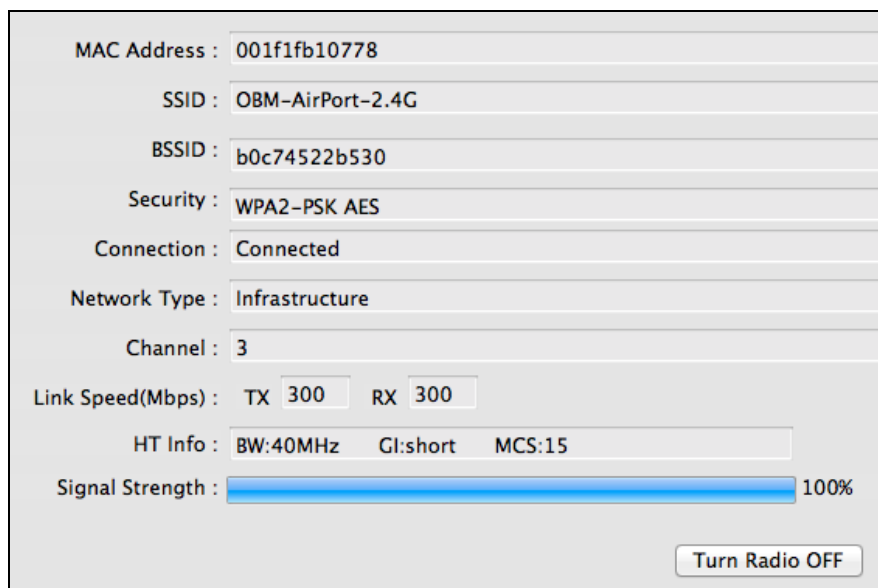 MAC Address : 001f1fb10778
SSID : OBM-AirPort-2.4G
BSSID : b0c74522b530
Security : WPA2-PSK AES
Connection : Connected
Network Type : Infrastructure
Channel : 3
Link Speed(Mbps) : TX 300 RX 300
HT Info : BW:40MHz GI:short MCS:15
Signal Strength : 100%
Turn Radio OFF